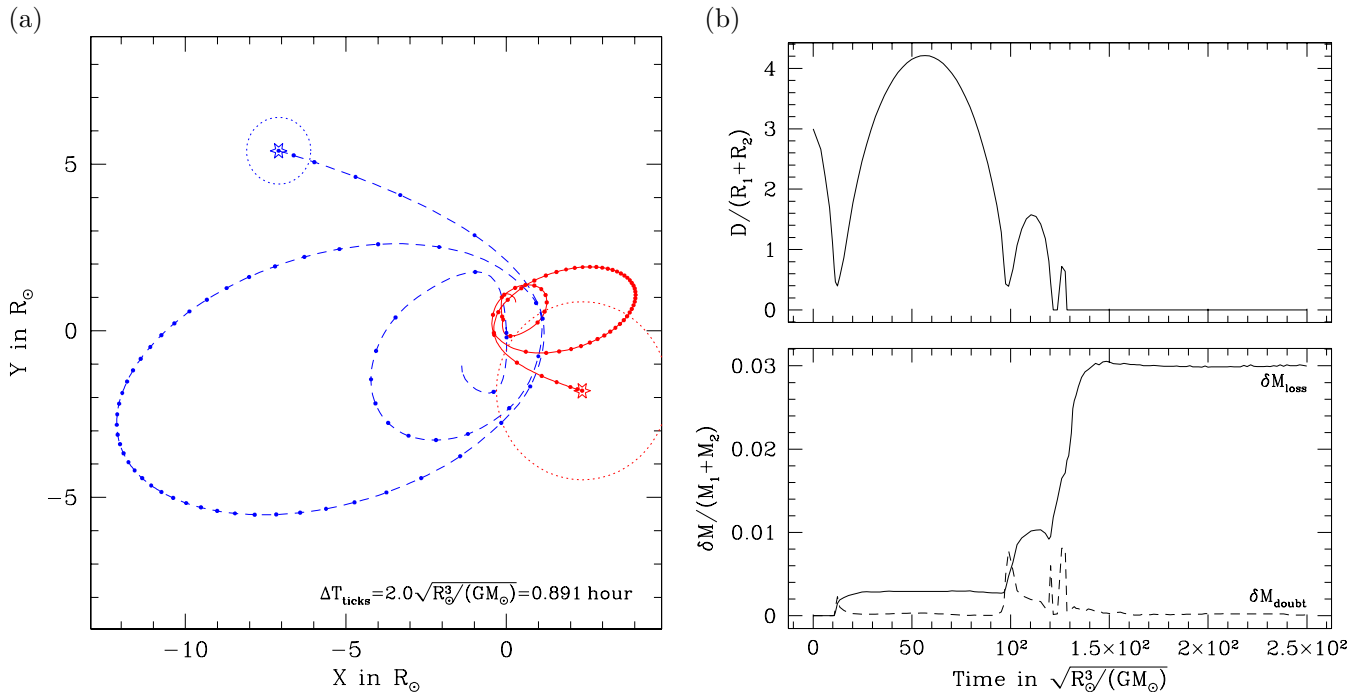 (a)
Y in R☉
5
0
−5
−10
−5
0
X in R☉
ΔT_ticks=2.0√R☉³/(GM☉)=0.891 hour
(b)
D/(R₁+R₂)
4
3
2
1
0
δM/(M₁+M₂)
0.03
0.02
0.01
0
δM_loss
δM_doubt
0
50
10²
1.5×10²
2×10²
2.5×10²
Time in √R☉³/(GM☉)